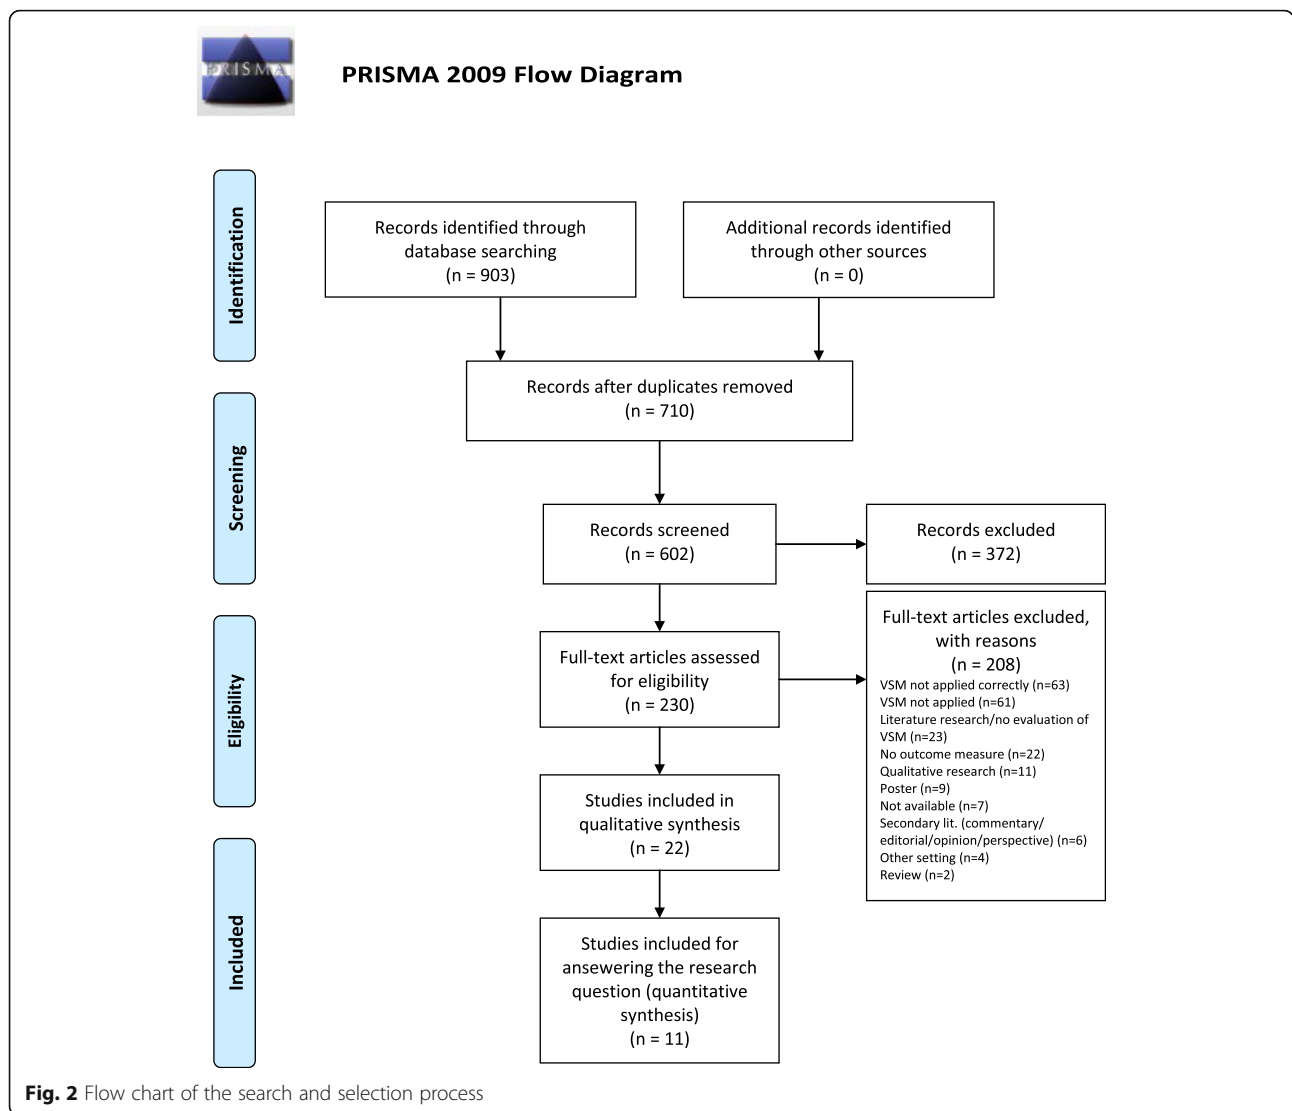 PRISMA
PRISMA 2009 Flow Diagram
Identification
Records identified through
database searching
(n = 903)
Additional records identified
through other sources
(n = 0)
Records after duplicates removed
(n = 710)
Screening
Records screened
(n = 602)
Records excluded
(n = 372)
Eligibility
Full-text articles assessed
for eligibility
(n = 230)
Full-text articles excluded,
with reasons
(n = 208)
VSM not applied correctly (n=63)
VSM not applied (n=61)
Literature research/no evaluation of
VSM (n=23)
No outcome measure (n=22)
Qualitative research (n=11)
Poster (n=9)
Not available (n=7)
Secondary lit. (commentary/
editorial/opinion/perspective) (n=6)
Other setting (n=4)
Review (n=2)
Studies included in
qualitative synthesis
(n = 22)
Included
Studies included for
ansewering the research
question (quantitative
synthesis)
(n = 11)
Fig. 2 Flow chart of the search and selection process